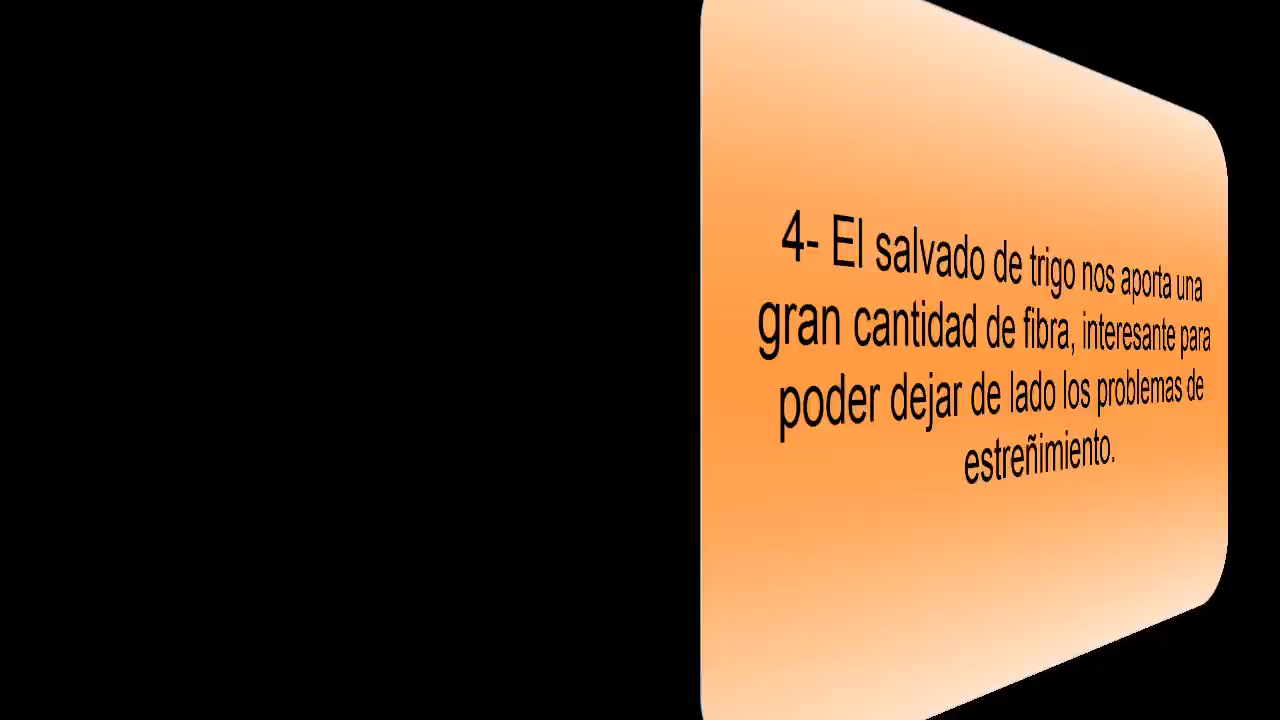 4- El salvado de trigo nos aporta una
gran cantidad de fibra, interesante para
poder dejar de lado los problemas de
estreñimiento.